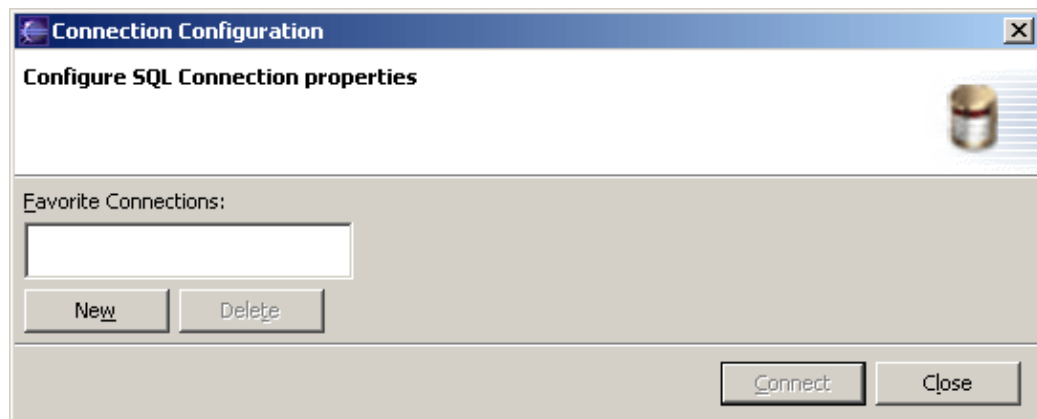 Connection Configuration
Configure SQL Connection properties
Favorite Connections:
New Delete
Connect Close